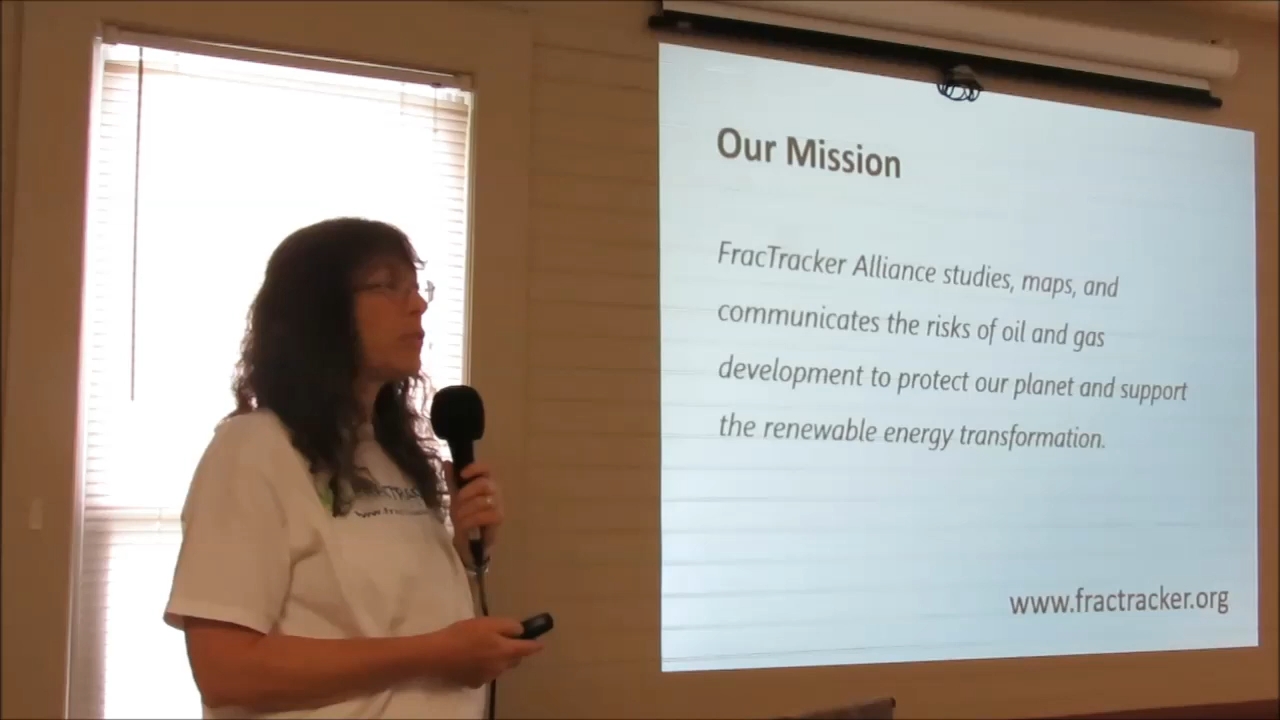 Our Mission
FracTracker Alliance studies, maps, and
communicates the risks of oil and gas
development to protect our planet and support
the renewable energy transformation.
www.fractracker.org